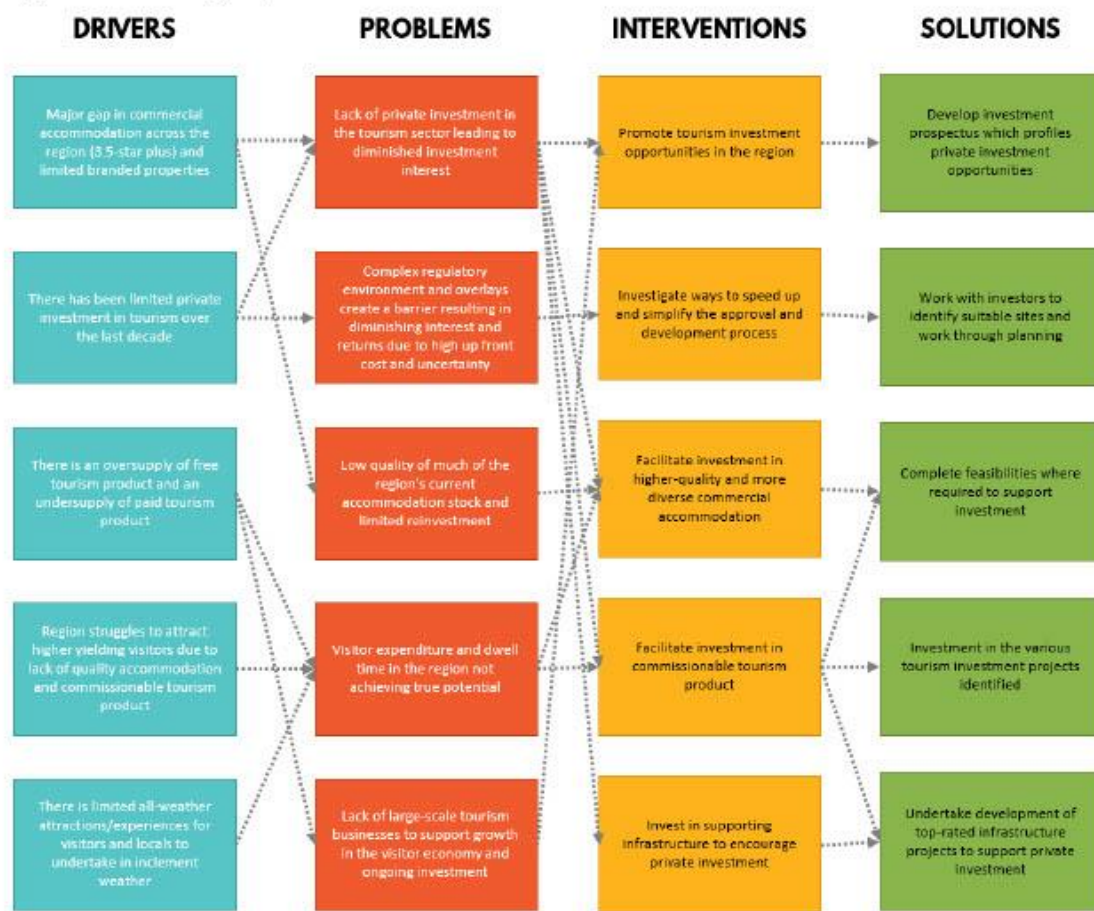 DRIVERS
PROBLEMS
INTERVENTIONS
SOLUTIONS
Major gap in commercial
accommodation across the
region (3.5-star plus) and
limited branded properties
Lack of private investment in
the tourism sector leading to
diminished investment
interest
Promote tourism investment
opportunities in the region
Develop investment
prospectus which profiles
private investment
opportunities
There has been limited private
investment in tourism over
the last decade
Complex regulatory
environment and overlays
create a barrier resulting in
diminishing interest and
returns due to high up front
cost and uncertainty
Investigate ways to speed up
and simplify the approval and
development process
Work with investors to
identify suitable sites and
work through planning
There is an oversupply of free
tourism product and an
undersupply of paid tourism
product
Low quality of much of the
region's current
accommodation stock and
limited reinvestment
Facilitate investment in
higher-quality and more
diverse commercial
accommodation
Complete feasibilities where
required to support
investment
Region struggles to attract
higher yielding visitors due to
lack of quality accommodation
and commissionable tourism
product
Visitor expenditure and dwell
time in the region not
achieving true potential
Facilitate investment in
commissionable tourism
product
Investment in the various
tourism investment projects
identified
There is limited all-weather
attractions/experiences for
visitors and locals to
undertake in inclement
weather
Lack of large-scale tourism
businesses to support growth
in the visitor economy and
ongoing investment
Invest in supporting
infrastructure to encourage
private investment
Undertake development of
top-rated infrastructure
projects to support private
investment